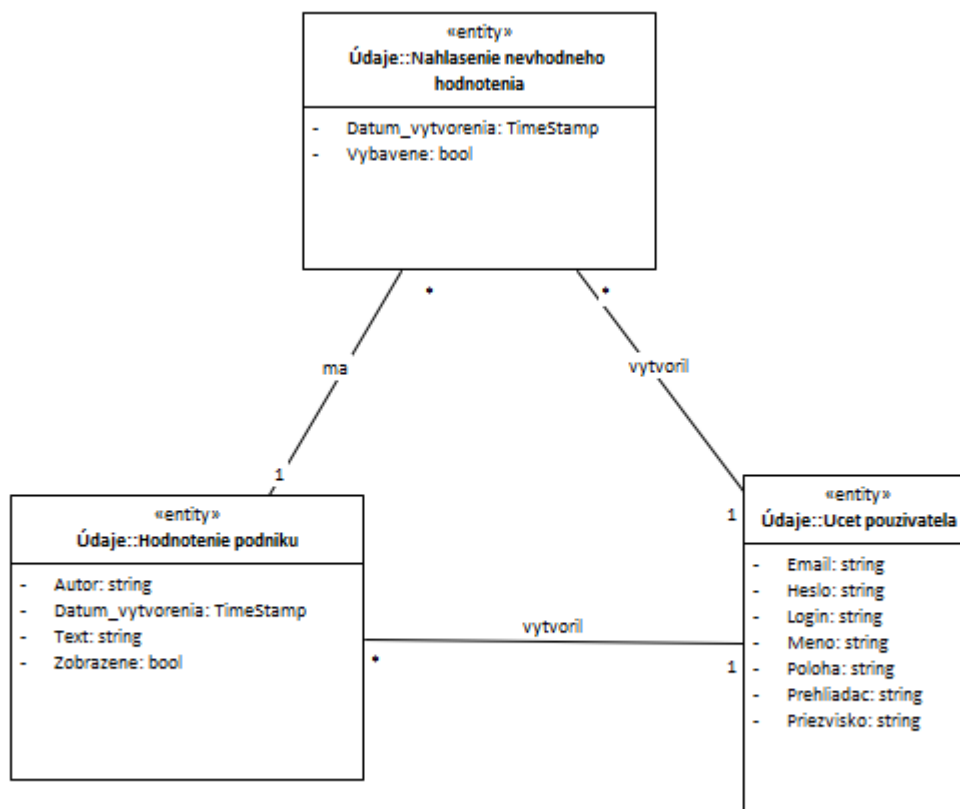 «entity»
Údaje::Nahlasenie nevhodneho
hodnotenia
- Datum_vytvorenia: TimeStamp
- Vybavene: bool
*
*
ma
vytvoril
1
«entity»
Údaje::Hodnotenie podniku
- Autor: string
- Datum_vytvorenia: TimeStamp
- Text: string
- Zobrazene: bool
vytvoril
*
1
1
«entity»
Údaje::Ucet pouzivatela
- Email: string
- Heslo: string
- Login: string
- Meno: string
- Poloha: string
- Prehliadac: string
- Priezvisko: string